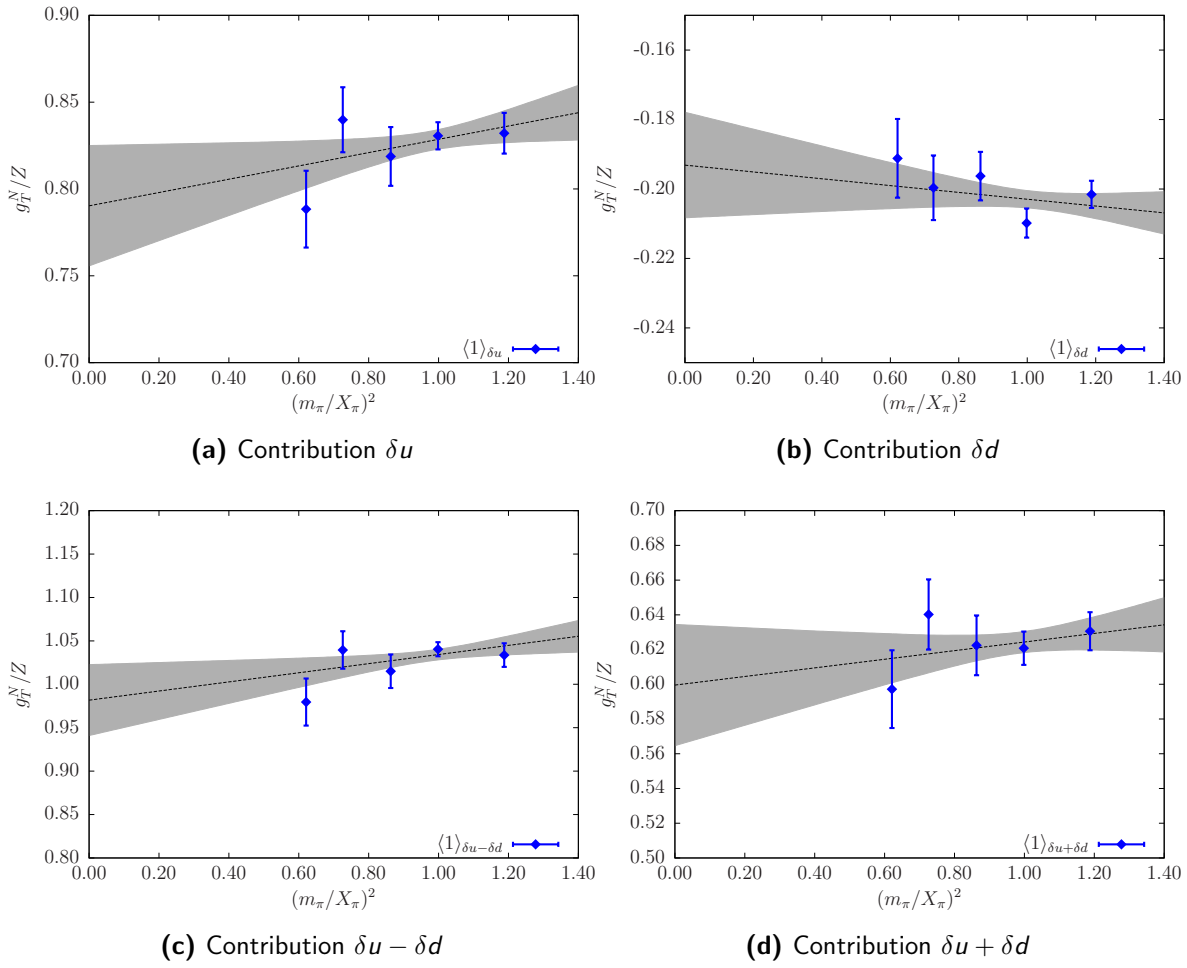 0.90
0.85
0.80
0.75
0.70
g_T^N/Z
⟨1⟩_{δu}
0.00 0.20 0.40 0.60 0.80 1.00 1.20 1.40
(m_π/X_π)^2
(a) Contribution δu
-0.16
-0.18
-0.20
-0.22
-0.24
g_T^N/Z
⟨1⟩_{δd}
0.00 0.20 0.40 0.60 0.80 1.00 1.20 1.40
(m_π/X_π)^2
(b) Contribution δd
1.20
1.15
1.10
1.05
1.00
0.95
0.90
0.85
0.80
g_T^N/Z
⟨1⟩_{δu−δd}
0.00 0.20 0.40 0.60 0.80 1.00 1.20 1.40
(m_π/X_π)^2
(c) Contribution δu − δd
0.70
0.68
0.66
0.64
0.62
0.60
0.58
0.56
0.54
0.52
0.50
g_T^N/Z
⟨1⟩_{δu+δd}
0.00 0.20 0.40 0.60 0.80 1.00 1.20 1.40
(m_π/X_π)^2
(d) Contribution δu + δd